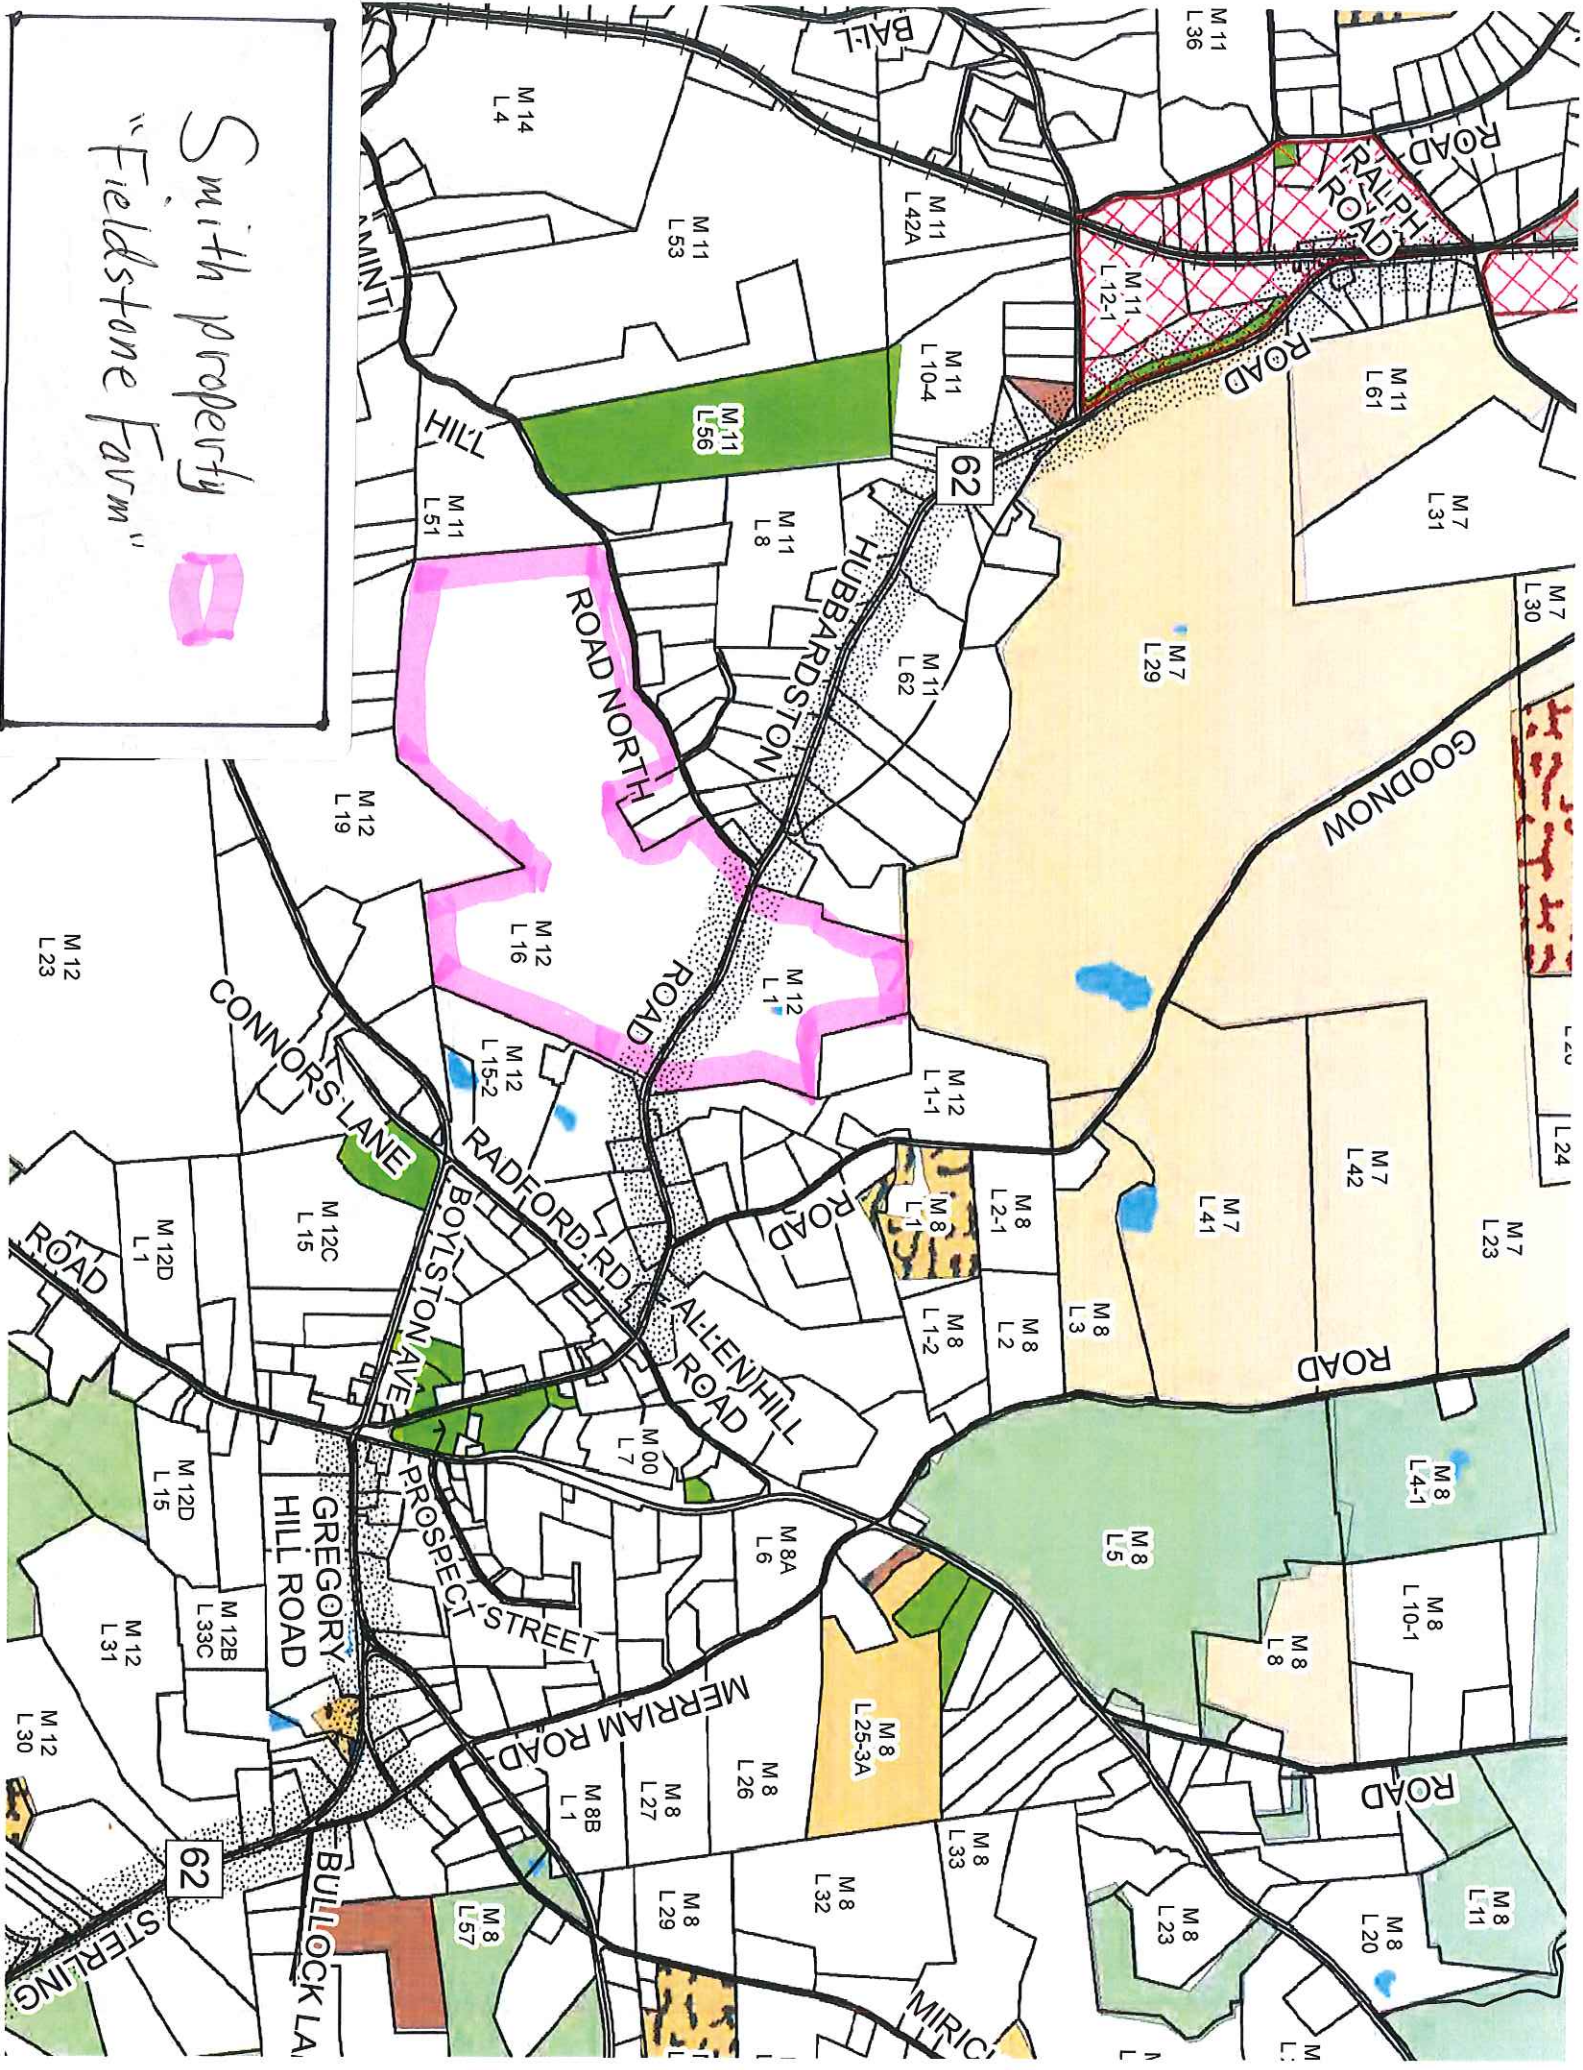 Smith property
"Fieldstone Farm"
M 11
L 36
BALL
ROAD
RALPH
ROAD
M 14
L 4
M 11
L 53
M 11
L 42A
M 11
L 12-1
ROAD
M 11
L 61
M 7
L 31
M 7
L 30
MINT
HILL
M 11
L 51
M 11
L 56
M 11
L 10-4
62
M 11
L 8
HUBBARDSTON
M 11
L 62
M 7
L 29
GOODNOW
ROAD NORTH
M 12
L 19
M 12
L 16
M 12
L 1
ROAD
M 12
L 23
CONNORS LANE
M 12
L 15-2
M 12
L 1-1
RADFORD RD
ROAD
M 8
L 1
M 8
L 2-1
M 7
L 41
M 7
L 42
M 7
L 23
L 24
ROAD
M 12D
L 1
M 12C
L 15
BOYLSTON AVE
ALLEN HILL
ROAD
M 8
L 1-2
M 8
L 2
M 8
L 3
ROAD
M 12D
L 15
GREGORY
HILL ROAD
PROSPECT STREET
M 00
L 7
M 8A
L 6
M 8
L 5
M 8
L 4-1
M 12
L 31
M 12B
L 33C
M 8
L 8
M 8
L 10-1
M 12
L 30
MERRIAM ROAD
M 8B
L 1
M 8
L 27
M 8
L 26
M 8
L 25-3A
ROAD
62
STERLING
BULLOCK LA
M 8
L 57
M 8
L 29
M 8
L 32
M 8
L 33
M 8
L 23
M 8
L 20
M 8
L 11
MIRICK